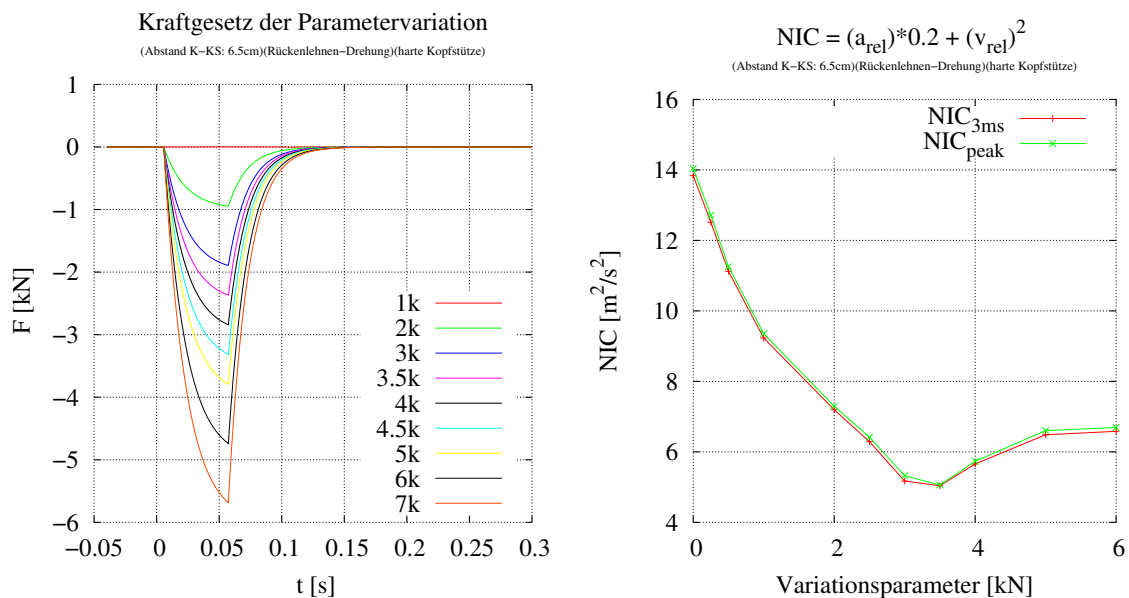 Kraftgesetz der Parametervariation
(Abstand K−KS: 6.5cm)(Rückenlehnen−Drehung)(harte Kopfstütze)
1
0
−1
−2
−3
−4
−5
−6
F [kN]
1k
2k
3k
3.5k
4k
4.5k
5k
6k
7k
−0.05
0
0.05
0.1
0.15
0.2
0.25
0.3
t [s]
NIC = (a_rel)*0.2 + (v_rel)^2
(Abstand K−KS: 6.5cm)(Rückenlehnen−Drehung)(harte Kopfstütze)
16
14
12
10
8
6
4
NIC [m^2/s^2]
NIC_3ms
NIC_peak
0
2
4
6
Variationsparameter [kN]